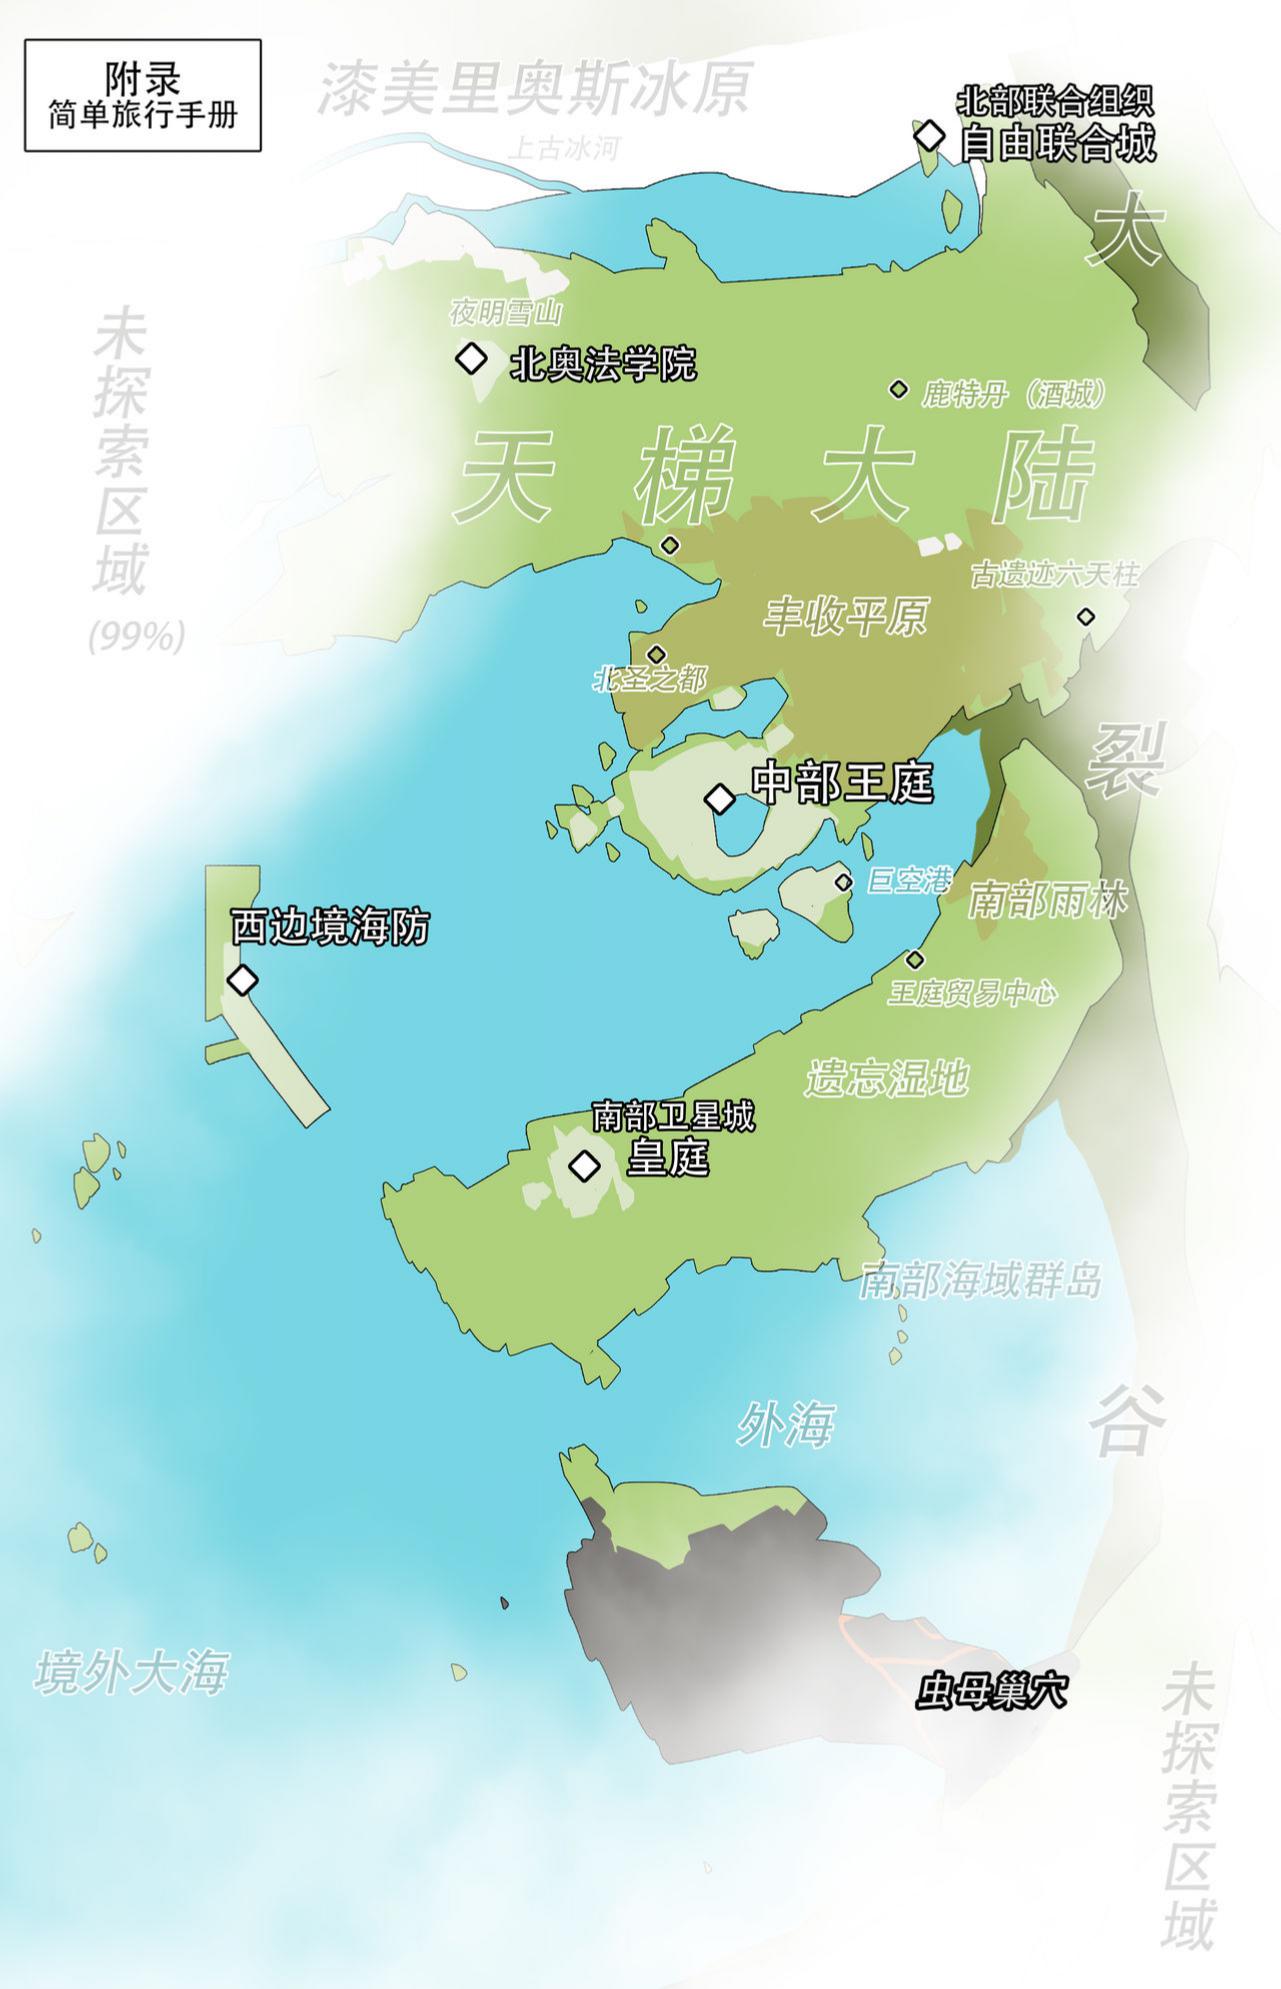 附录
简单旅行手册
漆美里奥斯冰原
上古冰河
北部联合组织
自由联合城
大
未探索区域
(99%)
夜明雪山
北奥法学院
鹿特丹（酒城）
天梯大陆
古遗迹六天柱
丰收平原
北圣之都
裂
中部王庭
巨空港
南部雨林
西边境海防
王庭贸易中心
遗忘湿地
南部卫星城
皇庭
南部海域群岛
外海
谷
境外大海
虫母巢穴
未探索区域